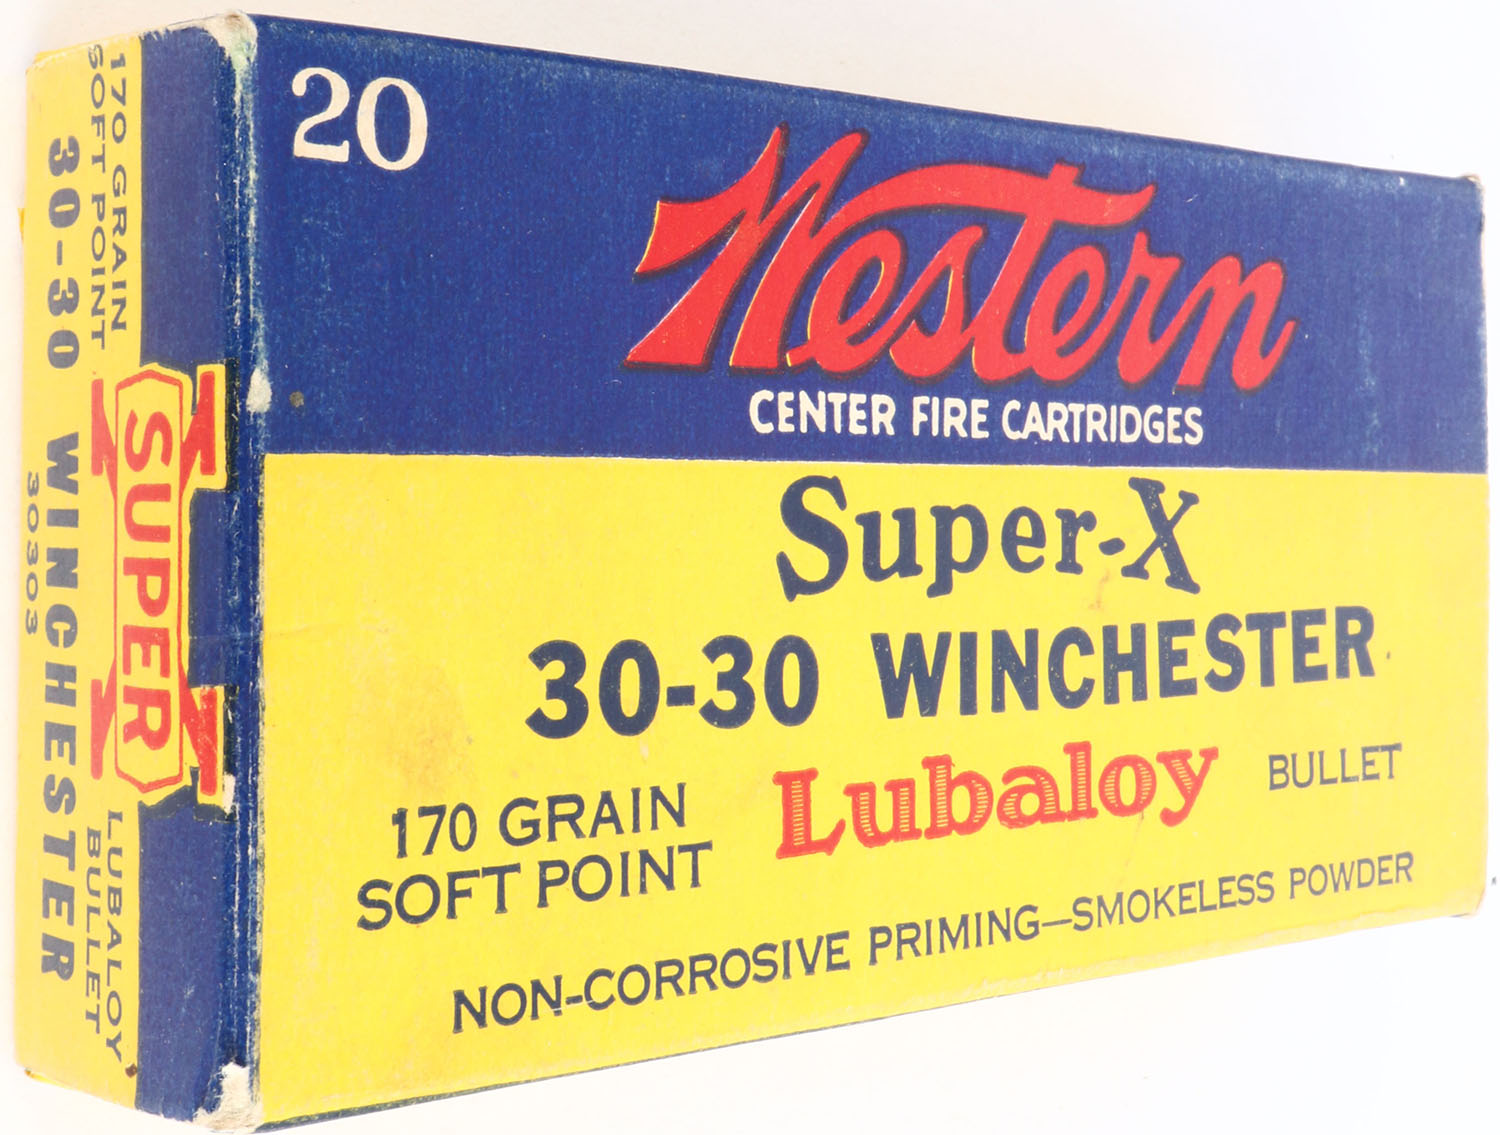 20
Western
CENTER FIRE CARTRIDGES
Super-X
30-30 WINCHESTER
170 GRAIN
SOFT POINT
Lubaloy
BULLET
NON-CORROSIVE PRIMING—SMOKELESS POWDER
170 GRAIN
SOFT POINT
SUPER
X
LUBALOY
BULLET
30-30 WINCHESTER
30303